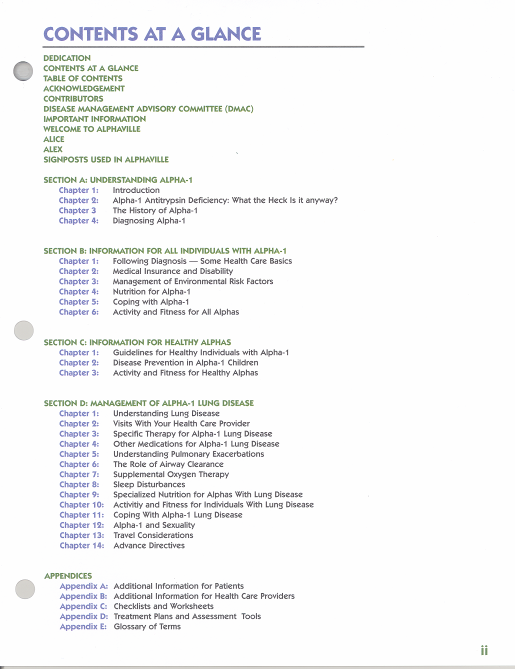 CONTENTS AT A GLANCE
DEDICATION
CONTENTS AT A GLANCE
TABLE OF CONTENTS
ACKNOWLEDGEMENT
CONTRIBUTORS
DISEASE MANAGEMENT ADVISORY COMMITTEE (DMAC)
IMPORTANT INFORMATION
WELCOME TO ALPHAVILLE
ALICE
ALEX
SIGNPOSTS USED IN ALPHAVILLE
SECTION A: UNDERSTANDING ALPHA-1
Chapter 1: Introduction
Chapter 2: Alpha-1 Antitrypsin Deficiency: What the Heck Is it anyway?
Chapter 3 The History of Alpha-1
Chapter 4: Diagnosing Alpha-1
SECTION B: INFORMATION FOR ALL INDIVIDUALS WITH ALPHA-1
Chapter 1: Following Diagnosis — Some Health Care Basics
Chapter 2: Medical Insurance and Disability
Chapter 3: Management of Environmental Risk Factors
Chapter 4: Nutrition for Alpha-1
Chapter 5: Coping with Alpha-1
Chapter 6: Activity and Fitness for All Alphas
SECTION C: INFORMATION FOR HEALTHY ALPHAS
Chapter 1: Guidelines for Healthy Individuals with Alpha-1
Chapter 2: Disease Prevention in Alpha-1 Children
Chapter 3: Activity and Fitness for Healthy Alphas
SECTION D: MANAGEMENT OF ALPHA-1 LUNG DISEASE
Chapter 1: Understanding Lung Disease
Chapter 2: Visits With Your Health Care Provider
Chapter 3: Specific Therapy for Alpha-1 Lung Disease
Chapter 4: Other Medications for Alpha-1 Lung Disease
Chapter 5: Understanding Pulmonary Exacerbations
Chapter 6: The Role of Airway Clearance
Chapter 7: Supplemental Oxygen Therapy
Chapter 8: Sleep Disturbances
Chapter 9: Specialized Nutrition for Alphas With Lung Disease
Chapter 10: Activitiy and Fitness for Individuals With Lung Disease
Chapter 11: Coping With Alpha-1 Lung Disease
Chapter 12: Alpha-1 and Sexuality
Chapter 13: Travel Considerations
Chapter 14: Advance Directives
APPENDICES
Appendix A: Additional Information for Patients
Appendix B: Additional Information for Health Care Providers
Appendix C: Checklists and Worksheets
Appendix D: Treatment Plans and Assessment Tools
Appendix E: Glossary of Terms
ii